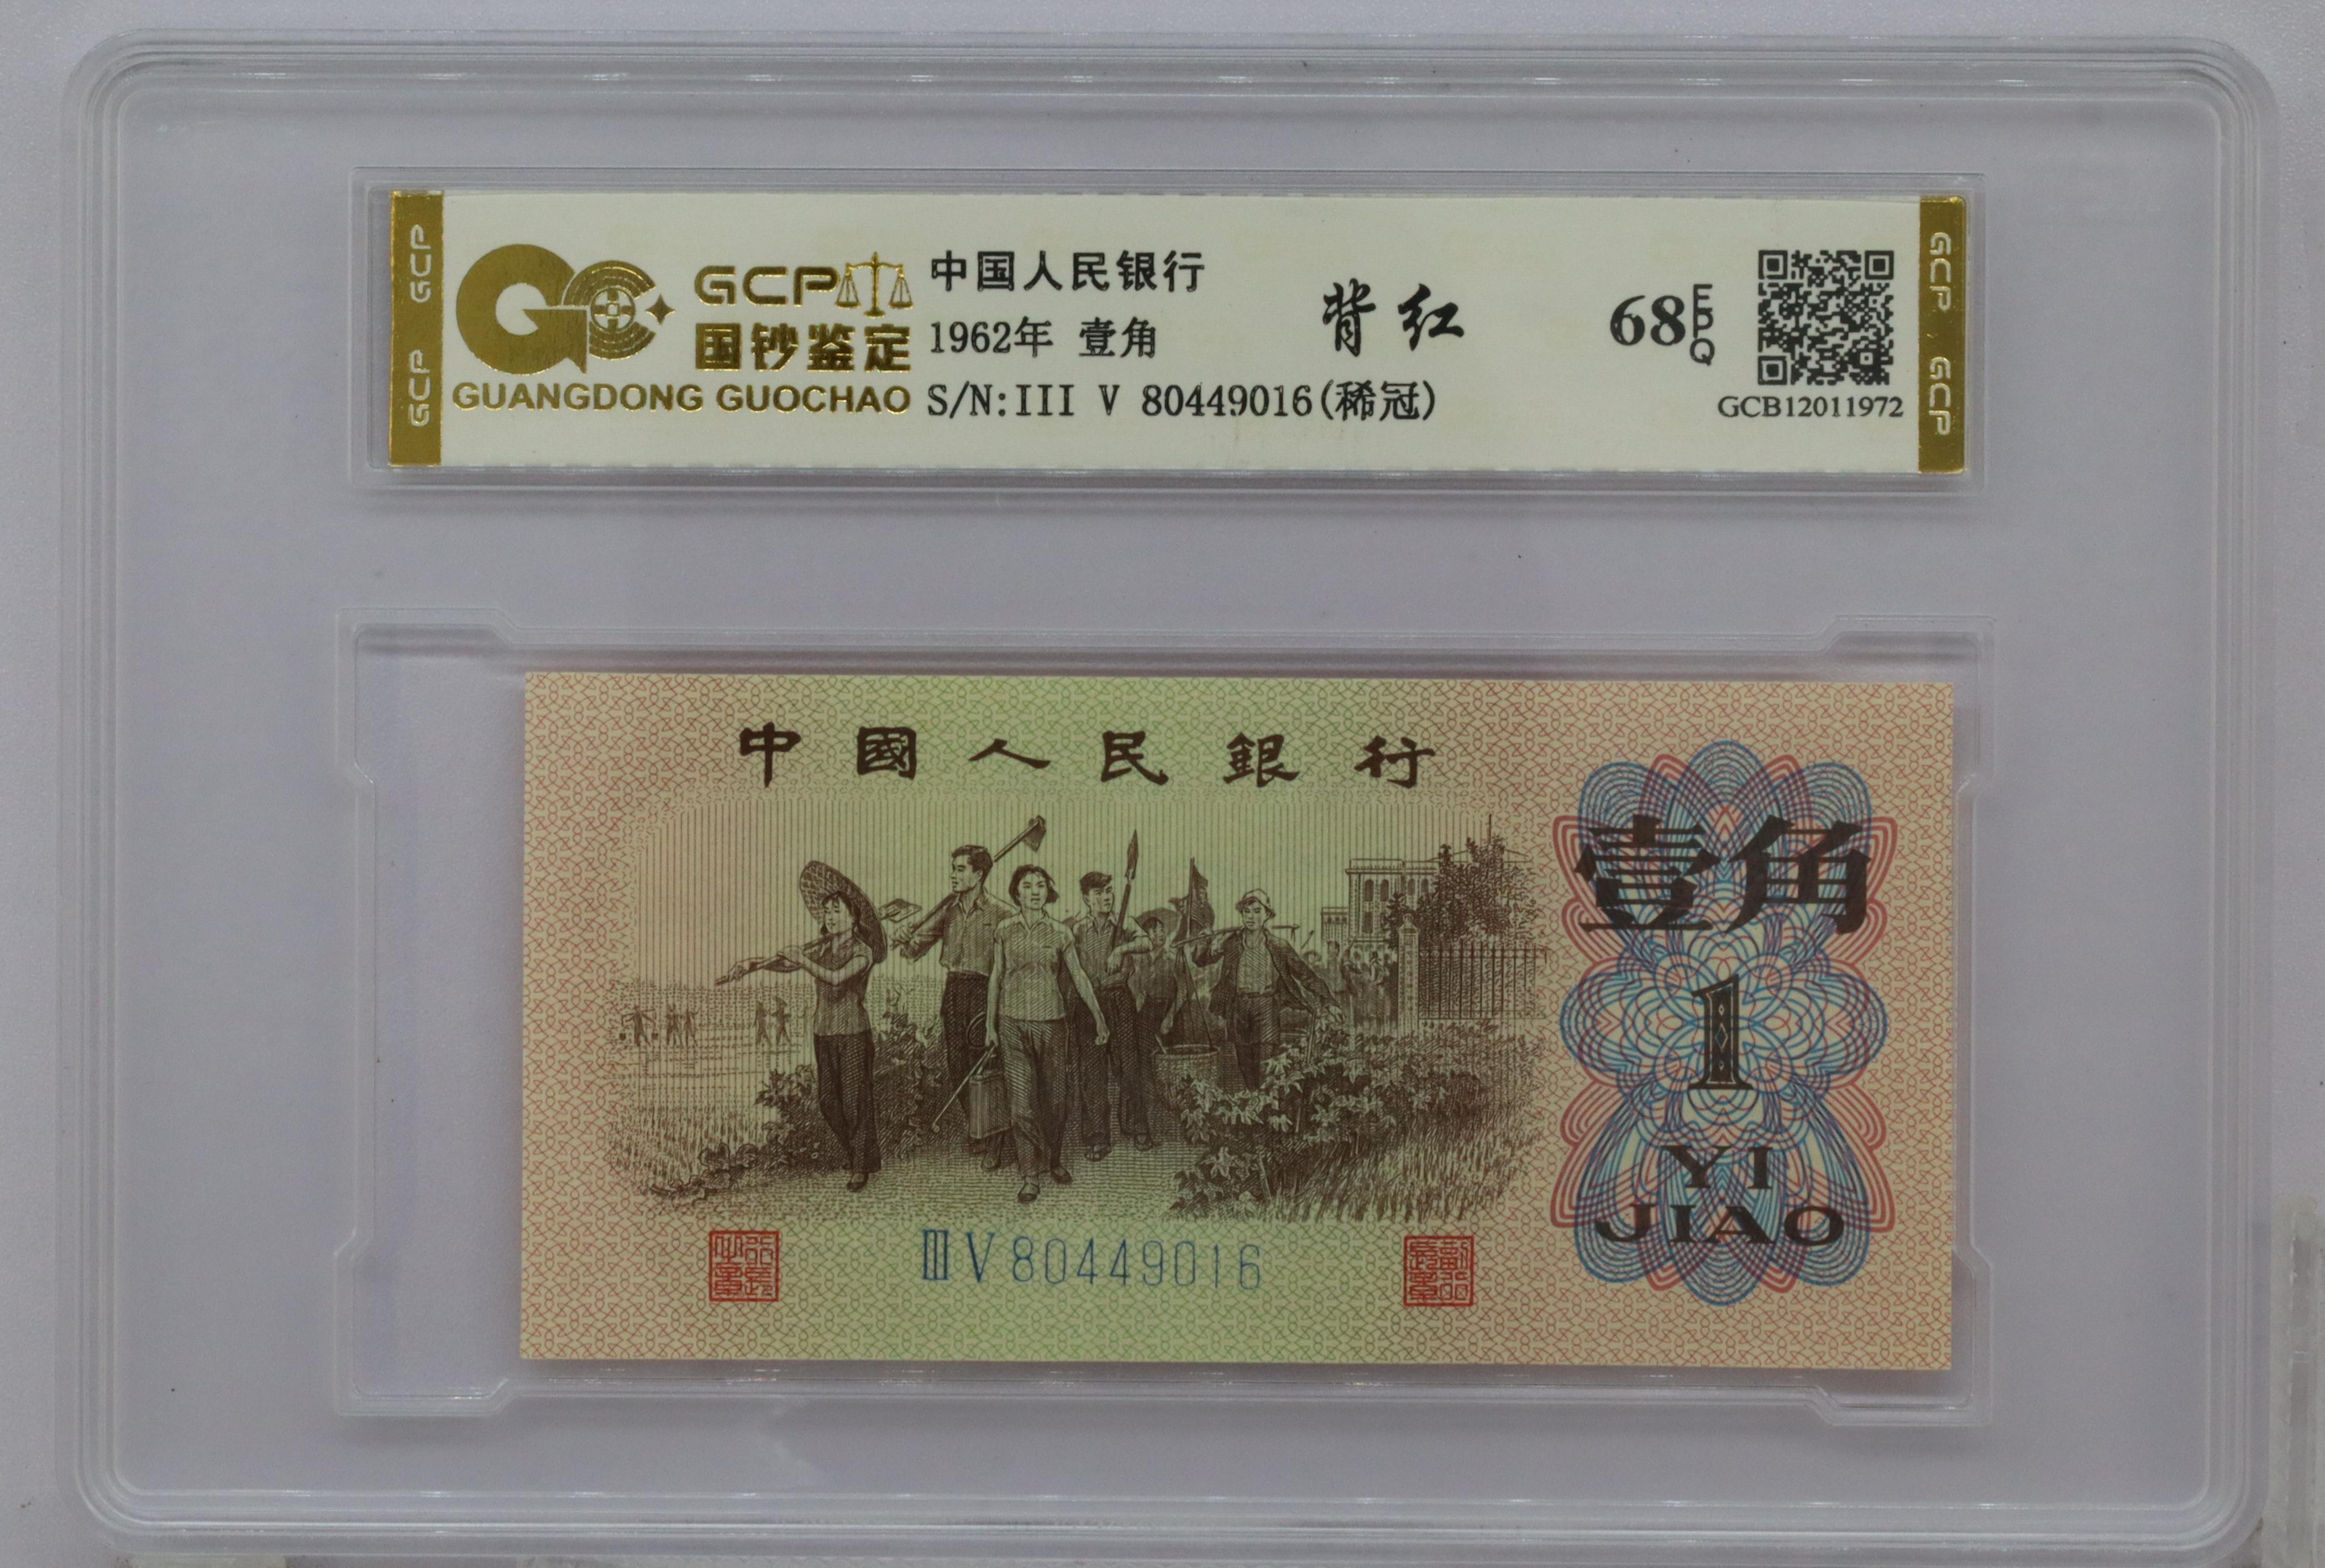 GCP
GCP
GCP
国钞鉴定
GUANGDONG GUOCHAO
中国人民银行
1962年 壹角
S/N:III V 80449016(稀冠)
背红
68 EPQ
GCB12011972
GCP
GCP
中國人民銀行
壹角
1
YI
JIAO
ⅢV80449016